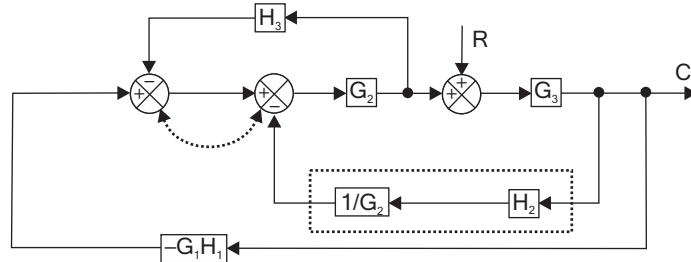 H₃
R
C
− + + − G₂ + + G₃
1/G₂ H₂
−G₁H₁